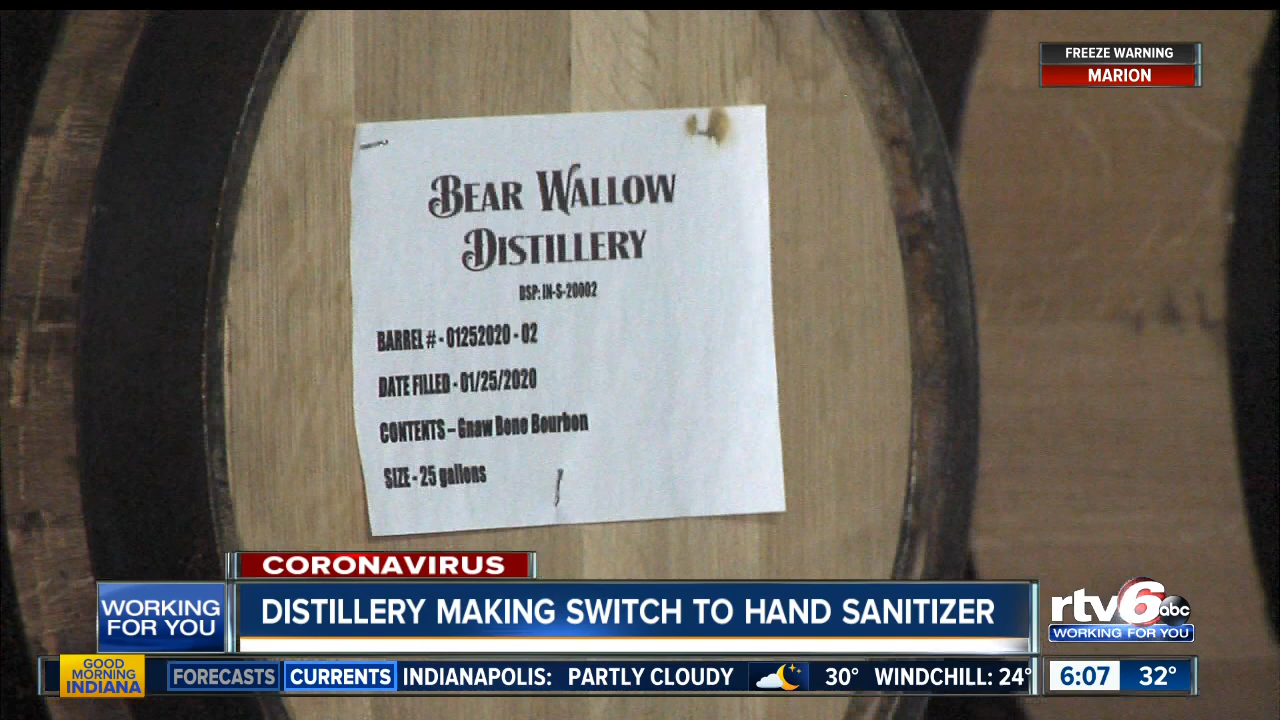 FREEZE WARNING
MARION
BEAR WALLOW
DISTILLERY
DSP: IN-S-20002
BARREL # - 01252020 - 02
DATE FILLED - 01/25/2020
CONTENTS – Gnaw Bone Bourbon
SIZE - 25 gallons
CORONAVIRUS
WORKING FOR YOU
DISTILLERY MAKING SWITCH TO HAND SANITIZER
rtv6 abc
WORKING FOR YOU
GOOD MORNING INDIANA
FORECASTS CURRENTS INDIANAPOLIS: PARTLY CLOUDY 30° WINDCHILL: 24°
6:07 32°